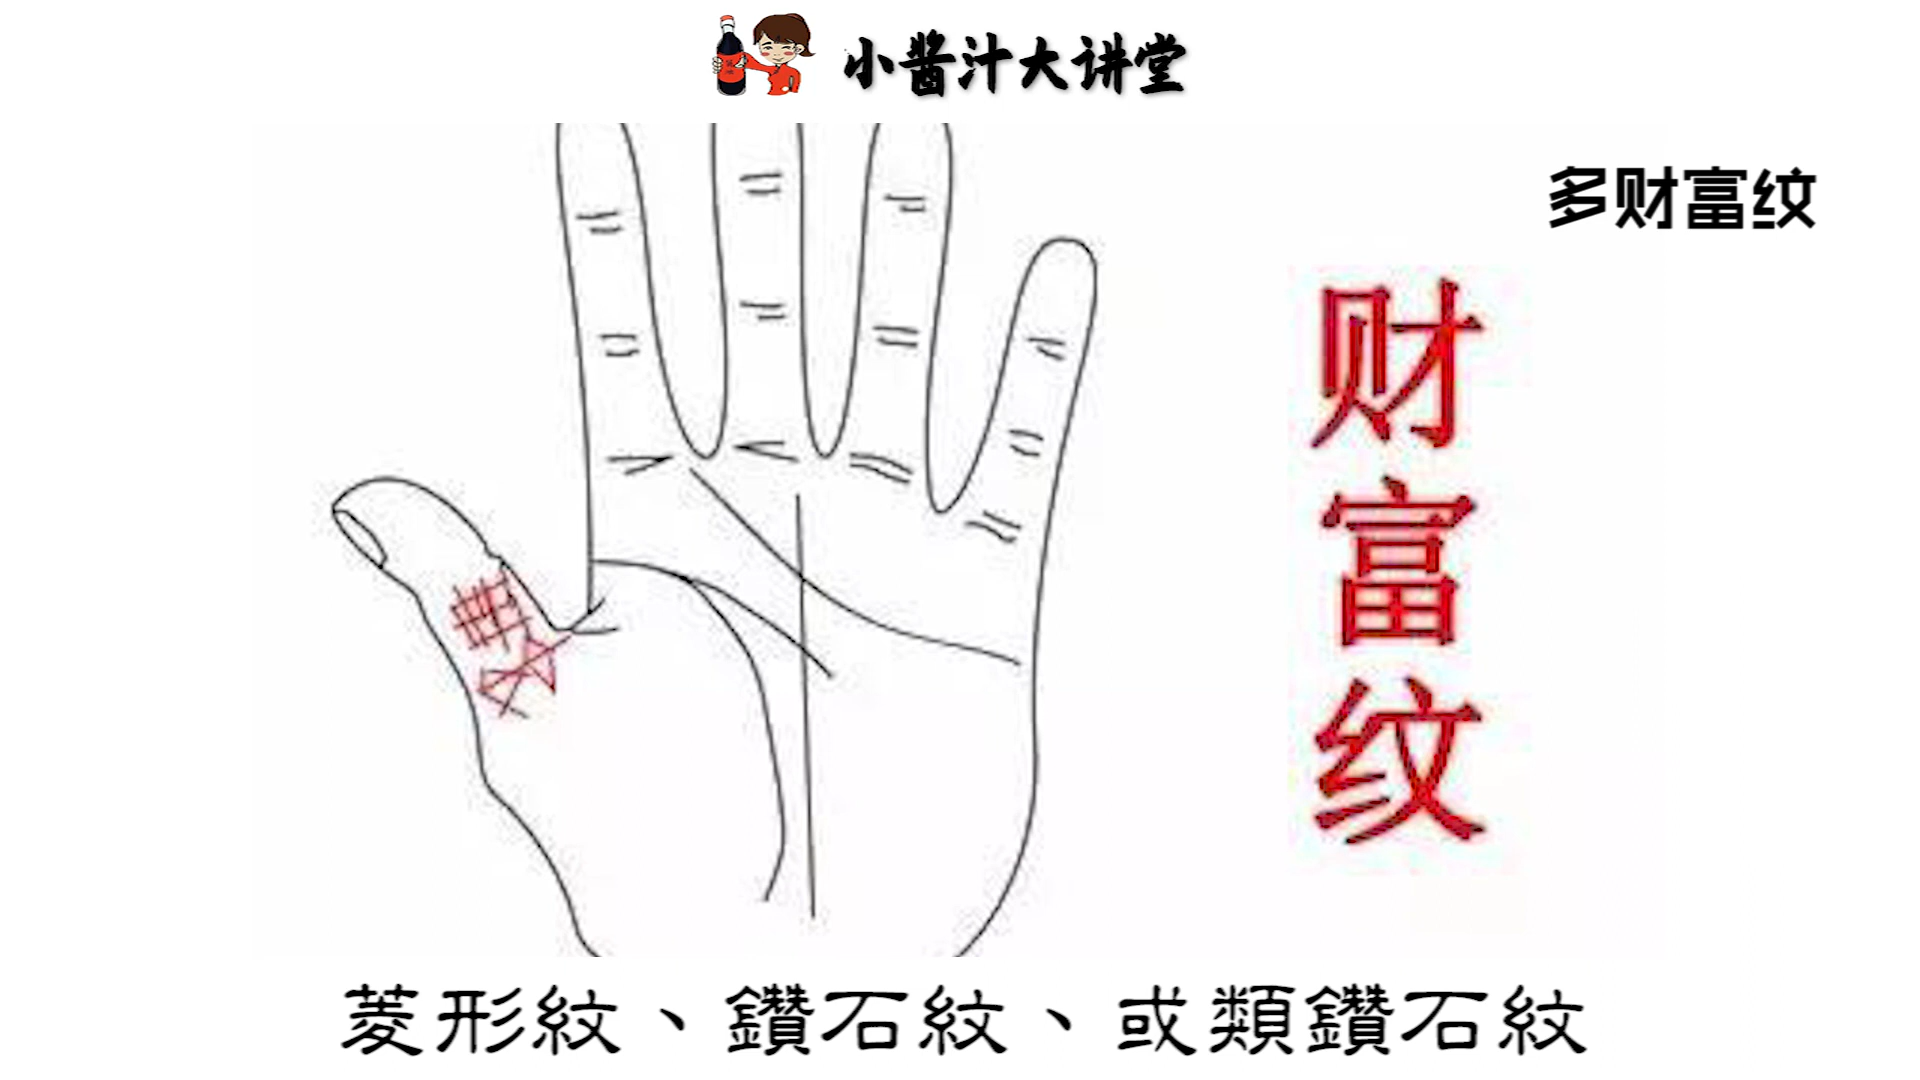 小酱汁大讲堂
多财富纹
财
富
纹
菱形紋、鑽石紋、或類鑽石紋